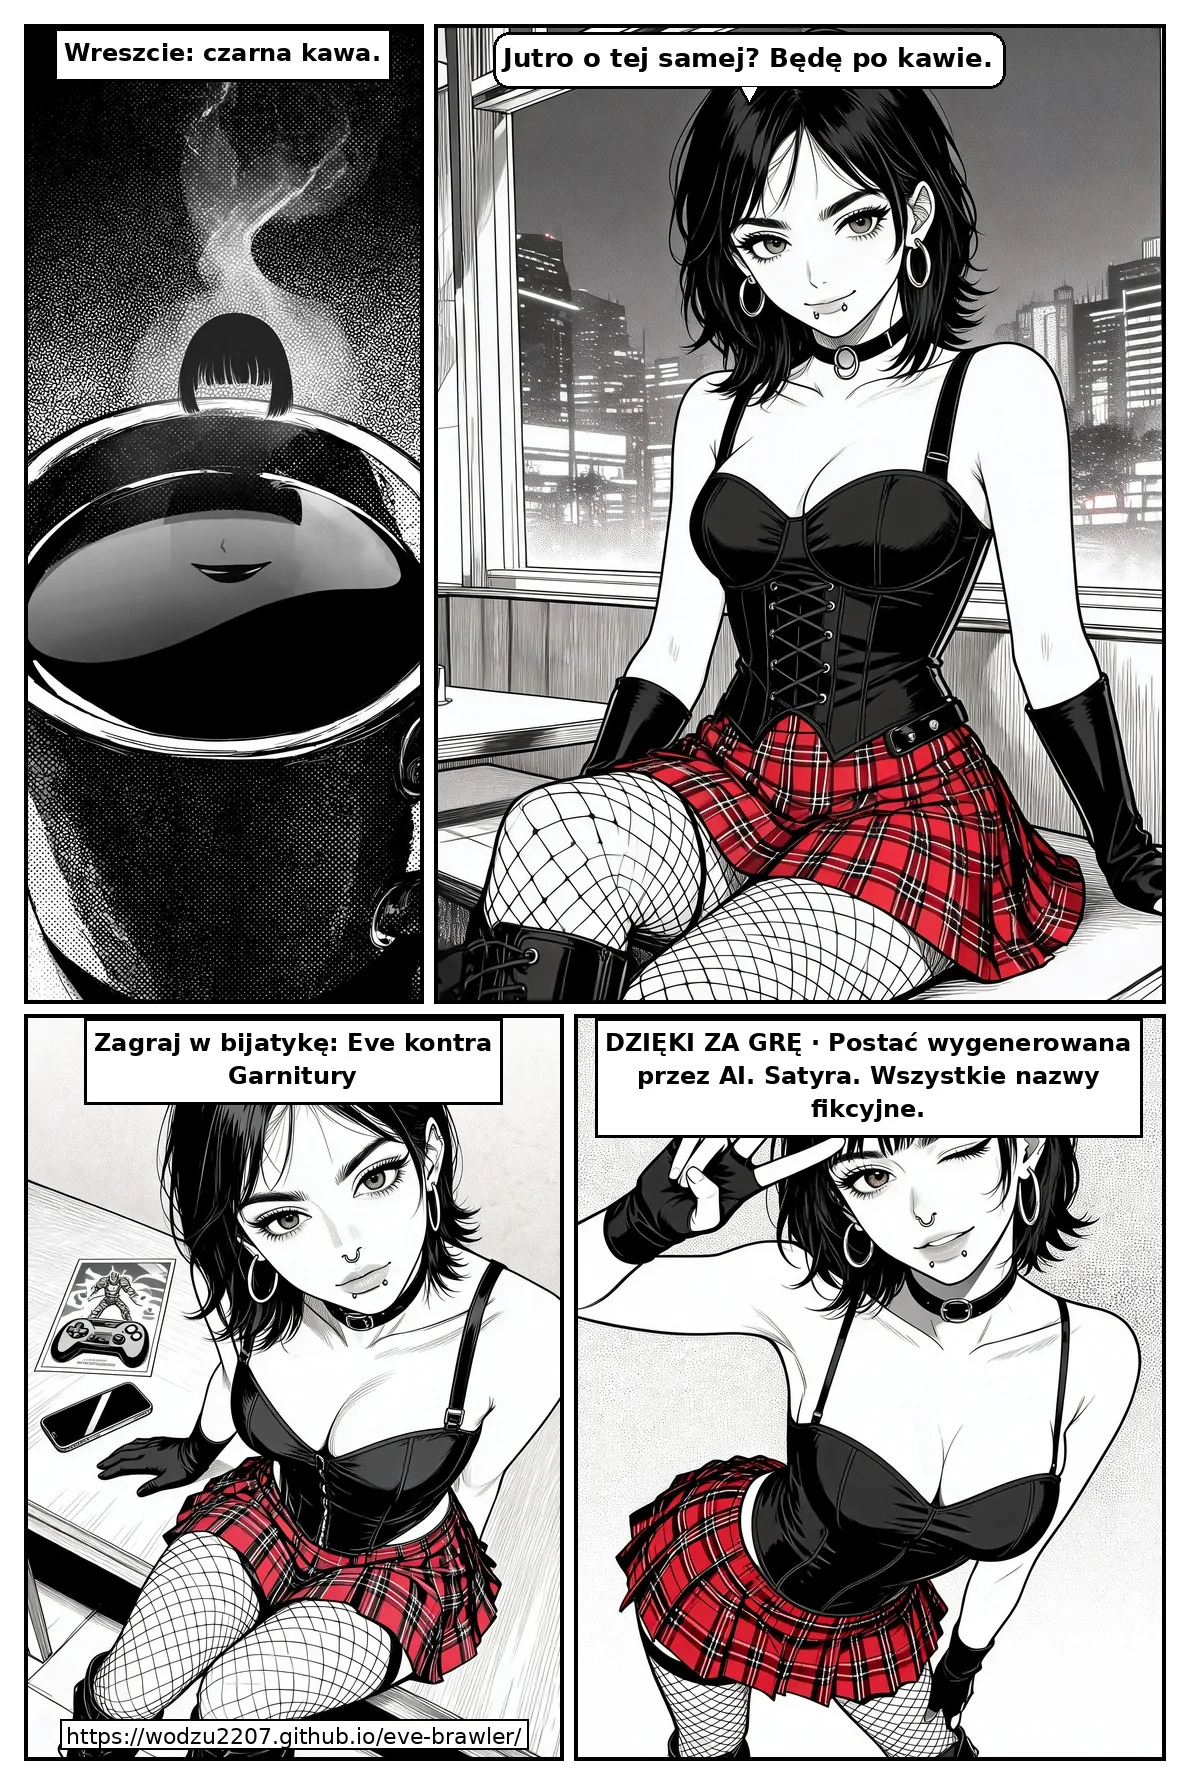 Wreszcie: czarna kawa.
Jutro o tej samej? Będę po kawie.
Zagraj w bijatykę: Eve kontra
Garnitury
https://wodzu2207.github.io/eve-brawler/
DZIĘKI ZA GRĘ · Postać wygenerowana
przez AI. Satyra. Wszystkie nazwy
fikcyjne.